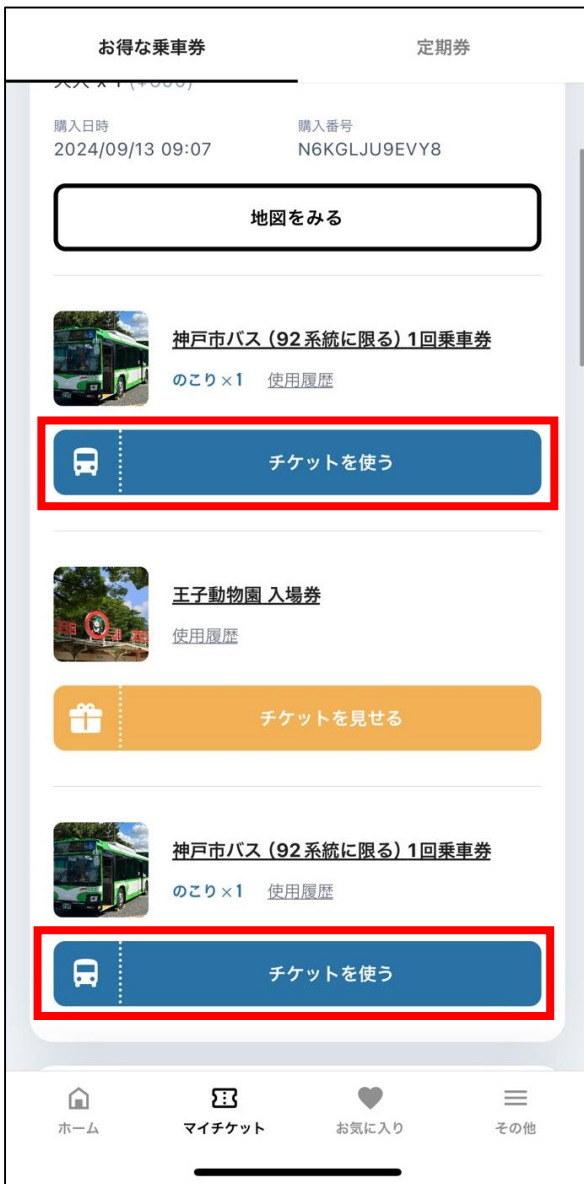 お得な乗車券
定期券
購入日時
購入番号
2024/09/13 09:07
N6KGLJU9EVY8
地図をみる
神戸市バス（92系統に限る）1回乗車券
のこり×1 使用履歴
チケットを使う
王子動物園 入場券
使用履歴
チケットを見せる
神戸市バス（92系統に限る）1回乗車券
のこり×1 使用履歴
チケットを使う
ホーム
マイチケット
お気に入り
その他